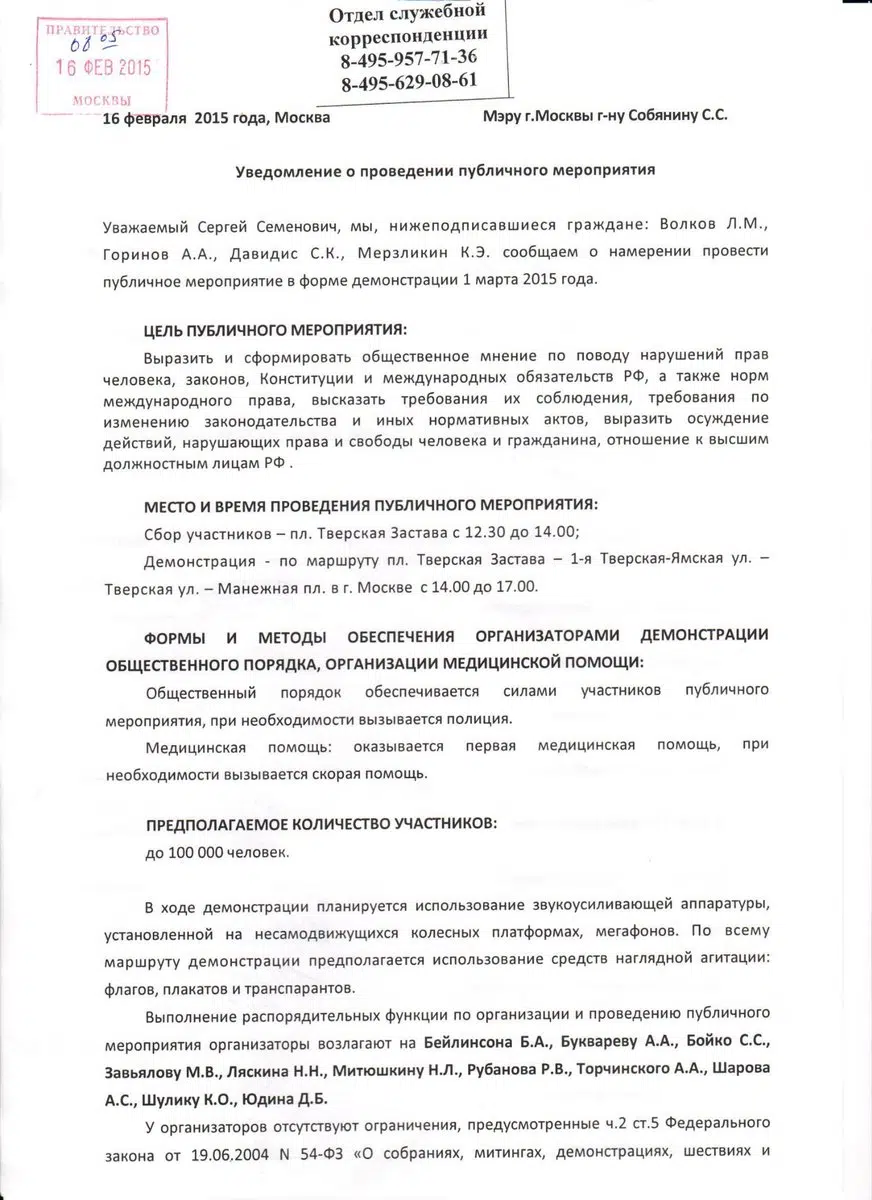 ПРАВИТЕЛЬСТВО
08 05
16 ФЕВ 2015
МОСКВЫ
Отдел служебной
корреспонденции
8-495-957-71-36
8-495-629-08-61
16 февраля 2015 года, Москва Мэру г.Москвы г-ну Собянину С.С.
Уведомление о проведении публичного мероприятия
Уважаемый Сергей Семенович, мы, нижеподписавшиеся граждане: Волков Л.М.,
Горинов А.А., Давидис С.К., Мерзликин К.Э. сообщаем о намерении провести
публичное мероприятие в форме демонстрации 1 марта 2015 года.
ЦЕЛЬ ПУБЛИЧНОГО МЕРОПРИЯТИЯ:
Выразить и сформировать общественное мнение по поводу нарушений прав
человека, законов, Конституции и международных обязательств РФ, а также норм
международного права, высказать требования их соблюдения, требования по
изменению законодательства и иных нормативных актов, выразить осуждение
действий, нарушающих права и свободы человека и гражданина, отношение к высшим
должностным лицам РФ .
МЕСТО И ВРЕМЯ ПРОВЕДЕНИЯ ПУБЛИЧНОГО МЕРОПРИЯТИЯ:
Сбор участников – пл. Тверская Застава с 12.30 до 14.00;
Демонстрация - по маршруту пл. Тверская Застава – 1-я Тверская-Ямская ул. –
Тверская ул. – Манежная пл. в г. Москве с 14.00 до 17.00.
ФОРМЫ И МЕТОДЫ ОБЕСПЕЧЕНИЯ ОРГАНИЗАТОРАМИ ДЕМОНСТРАЦИИ
ОБЩЕСТВЕННОГО ПОРЯДКА, ОРГАНИЗАЦИИ МЕДИЦИНСКОЙ ПОМОЩИ:
Общественный порядок обеспечивается силами участников публичного
мероприятия, при необходимости вызывается полиция.
Медицинская помощь: оказывается первая медицинская помощь, при
необходимости вызывается скорая помощь.
ПРЕДПОЛАГАЕМОЕ КОЛИЧЕСТВО УЧАСТНИКОВ:
до 100 000 человек.
В ходе демонстрации планируется использование звукоусиливающей аппаратуры,
установленной на несамодвижущихся колесных платформах, мегафонов. По всему
маршруту демонстрации предполагается использование средств наглядной агитации:
флагов, плакатов и транспарантов.
Выполнение распорядительных функции по организации и проведению публичного
мероприятия организаторы возлагают на Бейлинсона Б.А., Буквареву А.А., Бойко С.С.,
Завьялову М.В., Ляскина Н.Н., Митюшкину Н.Л., Рубанова Р.В., Торчинского А.А., Шарова
А.С., Шулику К.О., Юдина Д.Б.
У организаторов отсутствуют ограничения, предусмотренные ч.2 ст.5 Федерального
закона от 19.06.2004 N 54-ФЗ «О собраниях, митингах, демонстрациях, шествиях и